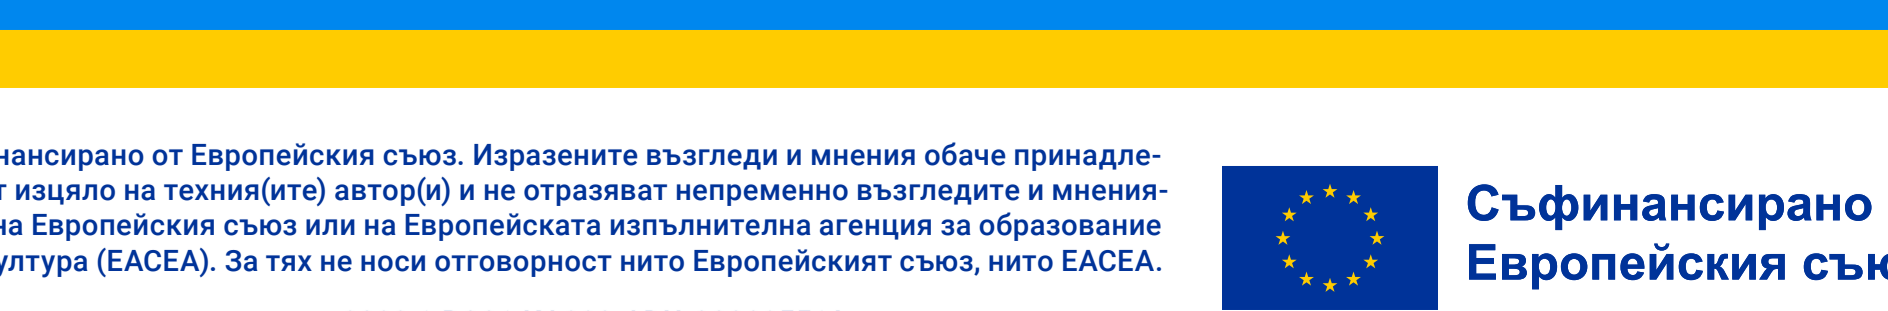 нансирано от Европейския съюз. Изразените възгледи и мнения обаче принадле-
т изцяло на техния(ите) автор(и) и не отразяват непременно възгледите и мнения-
на Европейския съюз или на Европейската изпълнителна агенция за образование
ултура (EACEA). За тях не носи отговорност нито Европейският съюз, нито EACEA.
Съфинансирано
Европейския съю